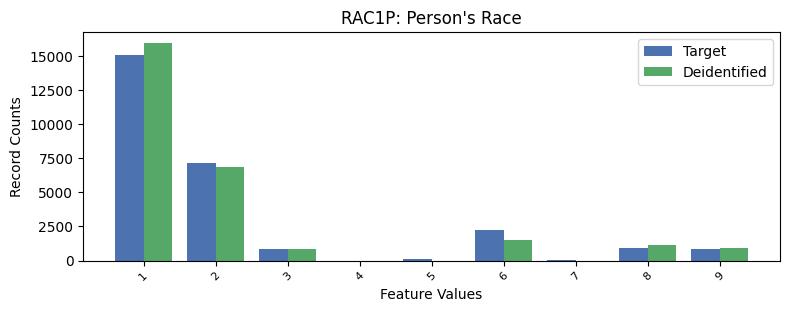 RAC1P: Person's Race
Target
Deidentified
Record Counts
15000
12500
10000
7500
5000
2500
0
1 2 3 4 5 6 7 8 9
Feature Values